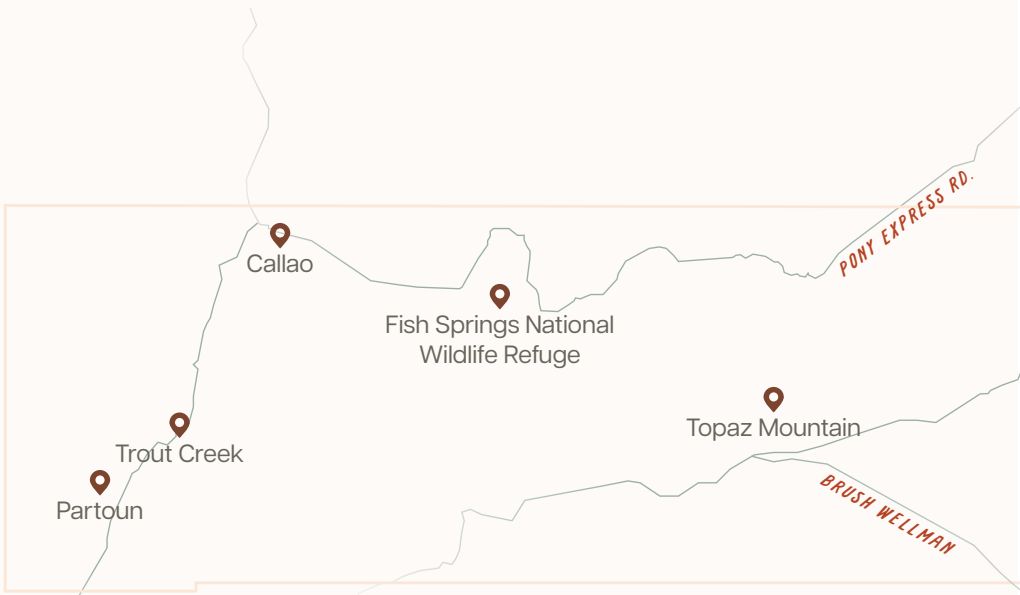 PONY EXPRESS RD.
Callao
Fish Springs National
Wildlife Refuge
Topaz Mountain
Trout Creek
BRUSH WELLMAN
Partoun